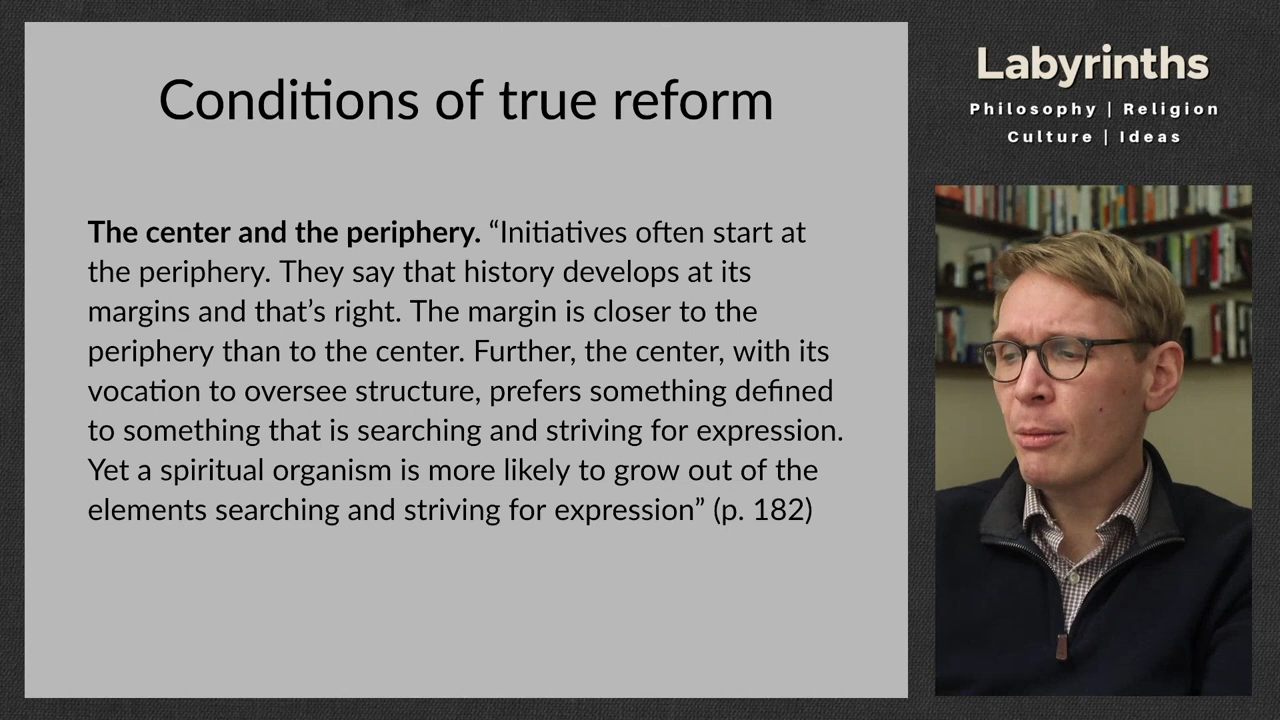 Conditions of true reform
The center and the periphery. “Initiatives often start at
the periphery. They say that history develops at its
margins and that’s right. The margin is closer to the
periphery than to the center. Further, the center, with its
vocation to oversee structure, prefers something defined
to something that is searching and striving for expression.
Yet a spiritual organism is more likely to grow out of the
elements searching and striving for expression” (p. 182)
Labyrinths
Philosophy | Religion
Culture | Ideas